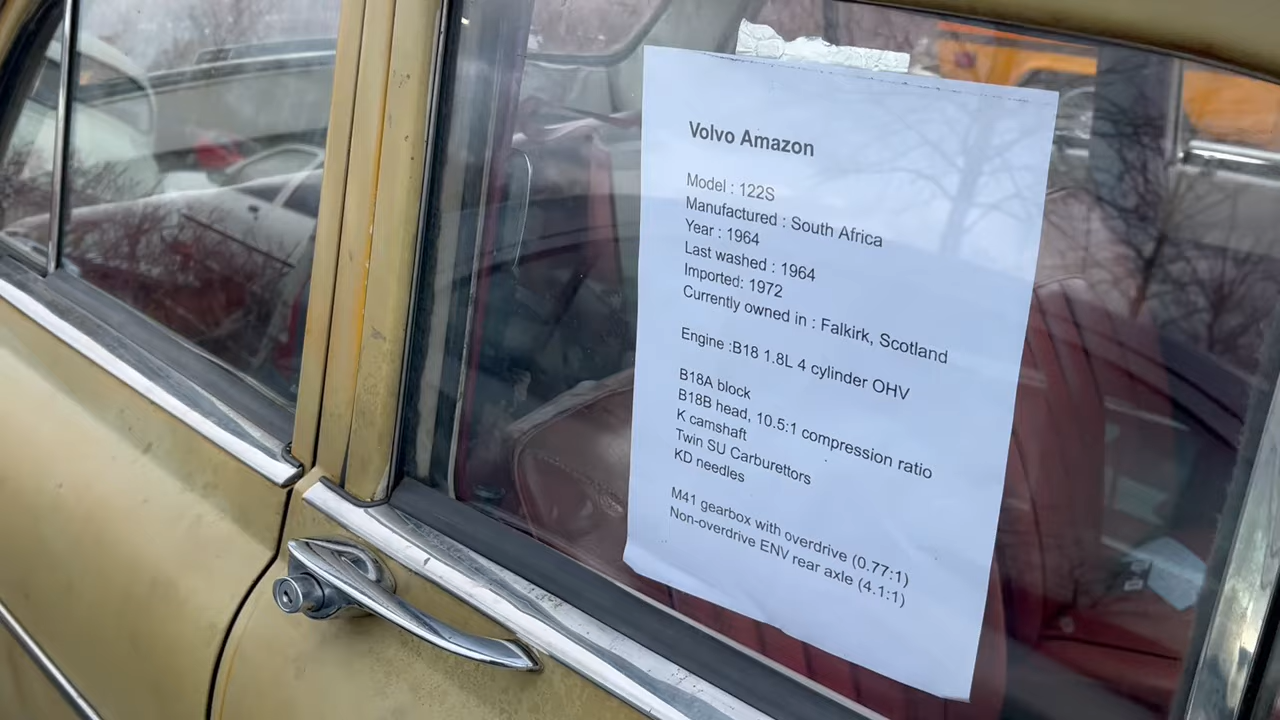 Volvo Amazon
Model : 122S
Manufactured : South Africa
Year : 1964
Last washed : 1964
Imported: 1972
Currently owned in : Falkirk, Scotland
Engine :B18 1.8L 4 cylinder OHV
B18A block
B18B head, 10.5:1 compression ratio
K camshaft
Twin SU Carburettors
KD needles
M41 gearbox with overdrive (0.77:1)
Non-overdrive ENV rear axle (4.1:1)